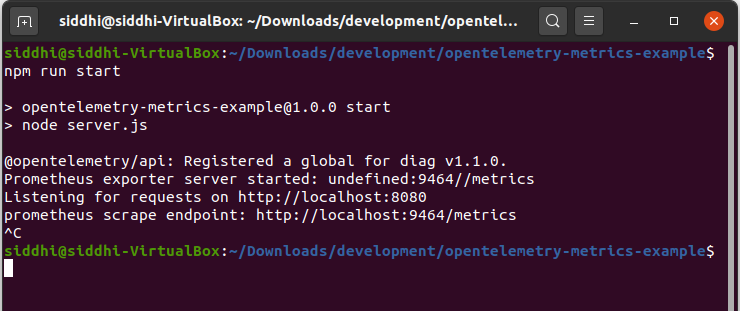 siddhi@siddhi-VirtualBox: ~/Downloads/development/opentel...
siddhi@siddhi-VirtualBox:~/Downloads/development/opentelemetry-metrics-example$
npm run start
> opentelemetry-metrics-example@1.0.0 start
> node server.js
@opentelemetry/api: Registered a global for diag v1.1.0.
Prometheus exporter server started: undefined:9464//metrics
Listening for requests on http://localhost:8080
prometheus scrape endpoint: http://localhost:9464/metrics
^C
siddhi@siddhi-VirtualBox:~/Downloads/development/opentelemetry-metrics-example$